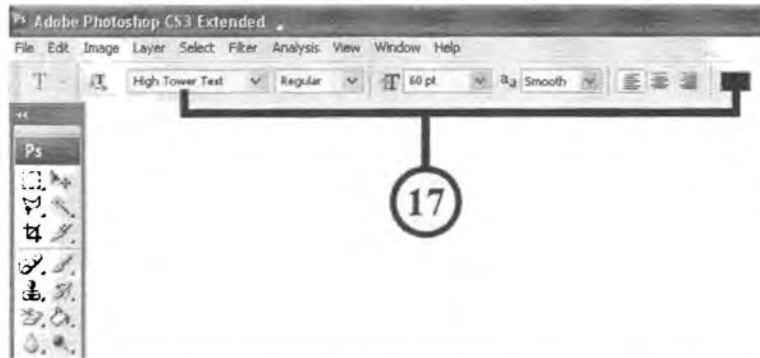 Ps Adobe Photoshop CS3 Extended
File Edit Image Layer Select Filter Analysis View Window Help
T T High Tower Text Regular T 60 pt aa Smooth
Ps
17